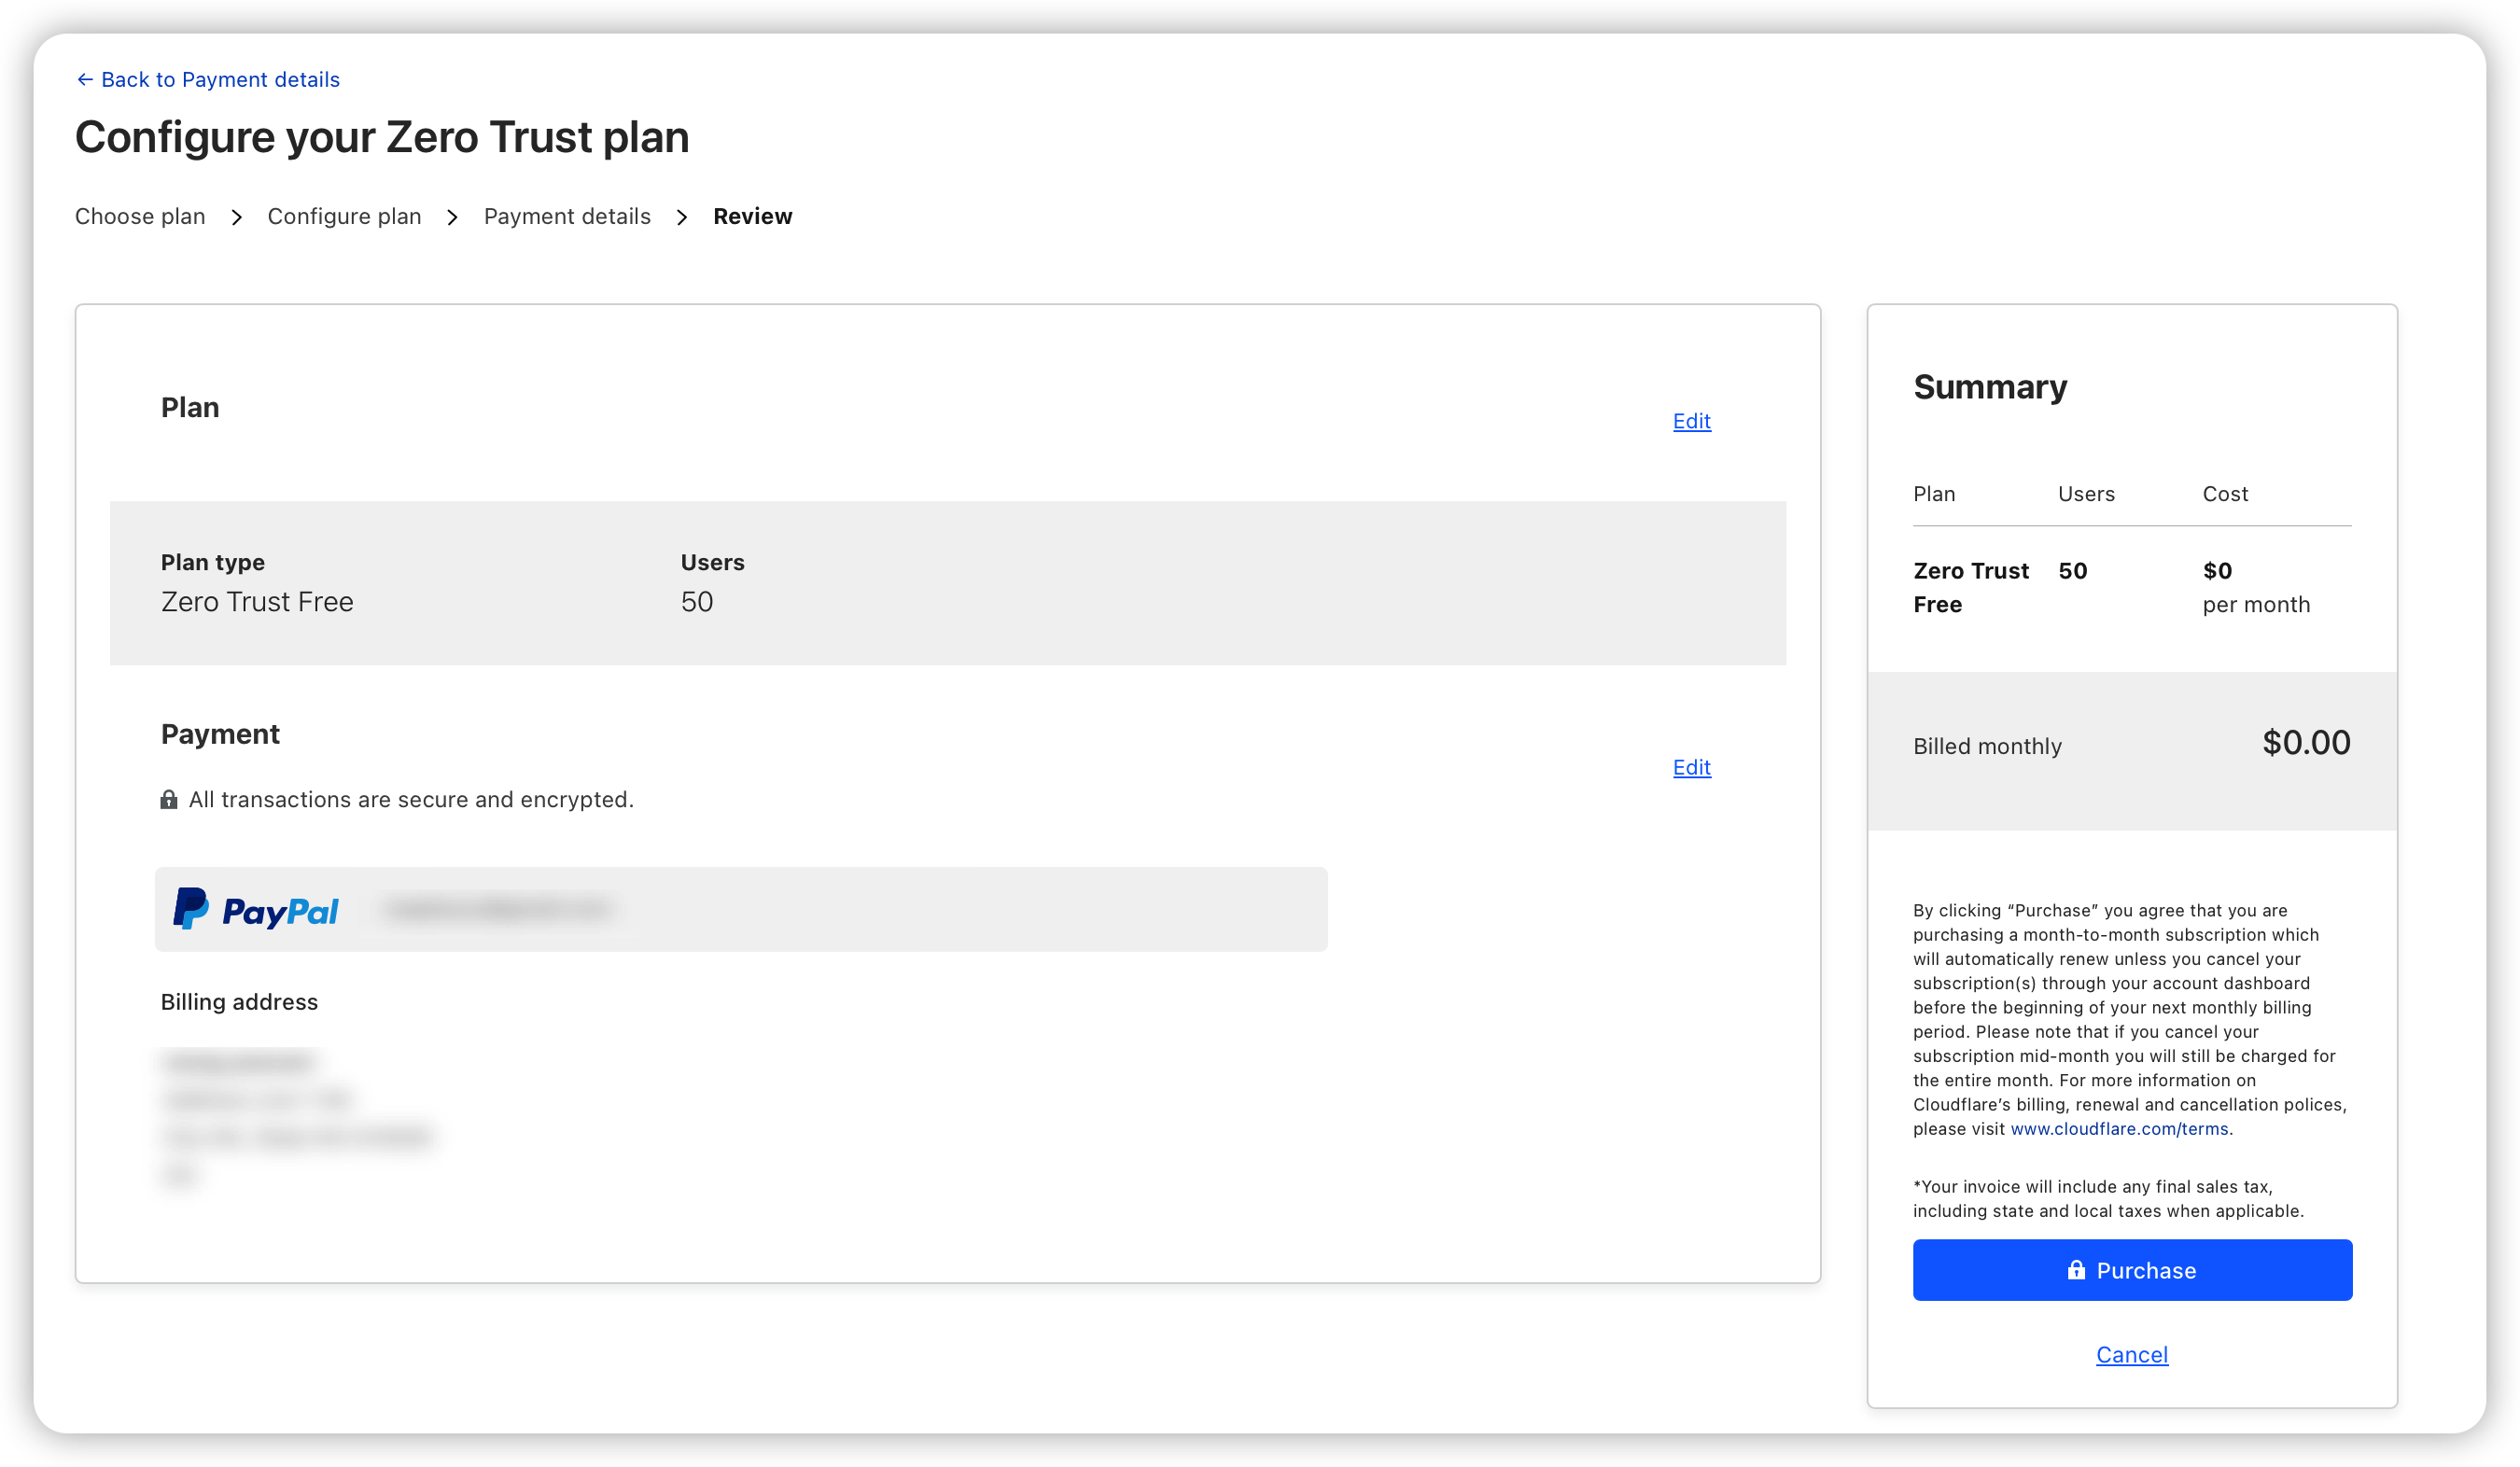 ← Back to Payment details
Configure your Zero Trust plan
Choose plan > Configure plan > Payment details > Review
Plan
Edit
Plan type
Zero Trust Free
Users
50
Payment
Edit
All transactions are secure and encrypted.
PayPal
Billing address
Summary
Plan Users Cost
Zero Trust 50 $0
Free per month
Billed monthly $0.00
By clicking “Purchase” you agree that you are
purchasing a month-to-month subscription which
will automatically renew unless you cancel your
subscription(s) through your account dashboard
before the beginning of your next monthly billing
period. Please note that if you cancel your
subscription mid-month you will still be charged for
the entire month. For more information on
Cloudflare’s billing, renewal and cancellation polices,
please visit www.cloudflare.com/terms.
*Your invoice will include any final sales tax,
including state and local taxes when applicable.
Purchase
Cancel